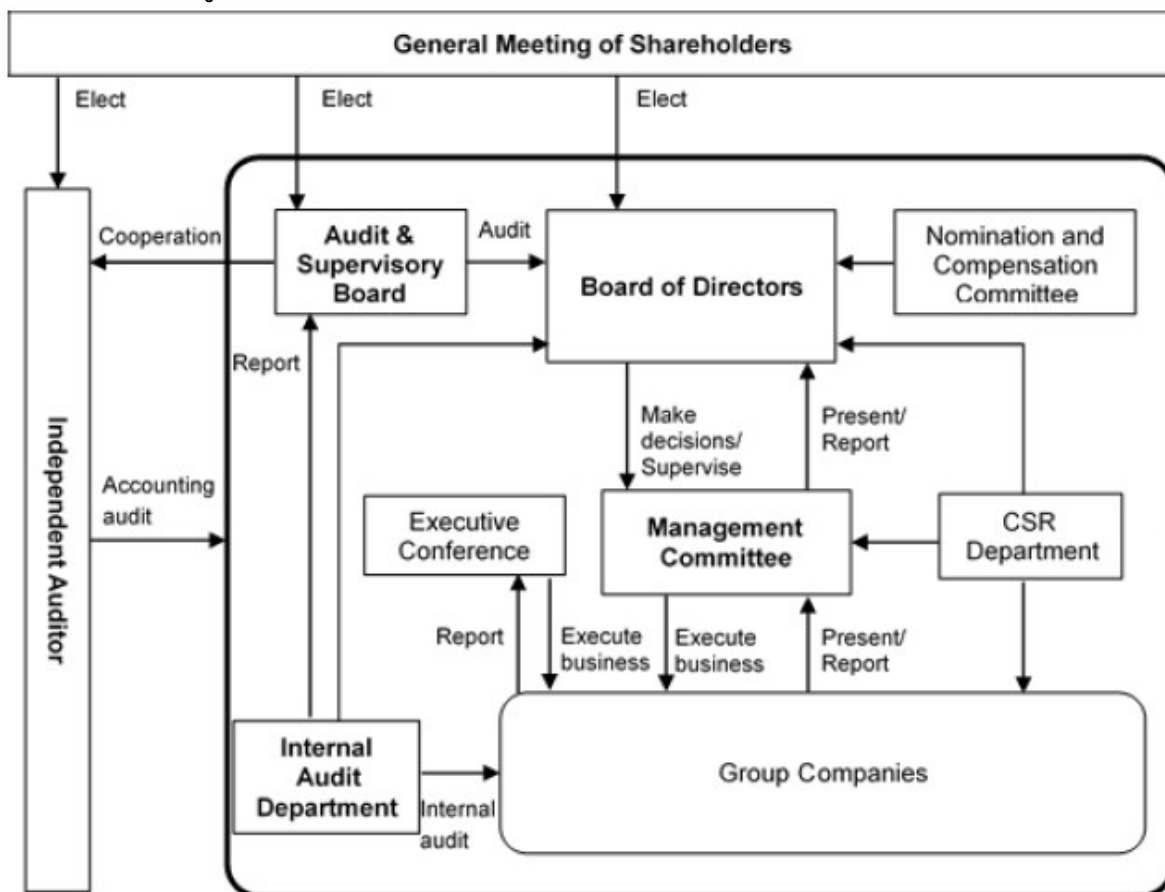 General Meeting of Shareholders
Elect
Elect
Elect
Cooperation
Audit &
Supervisory
Board
Audit
Board of Directors
Nomination and
Compensation
Committee
Report
Independent Auditor
Make
decisions/
Supervise
Present/
Report
Accounting
audit
Executive
Conference
Management
Committee
CSR
Department
Report
Execute
business
Execute
business
Present/
Report
Internal
Audit
Department
Internal
audit
Group Companies